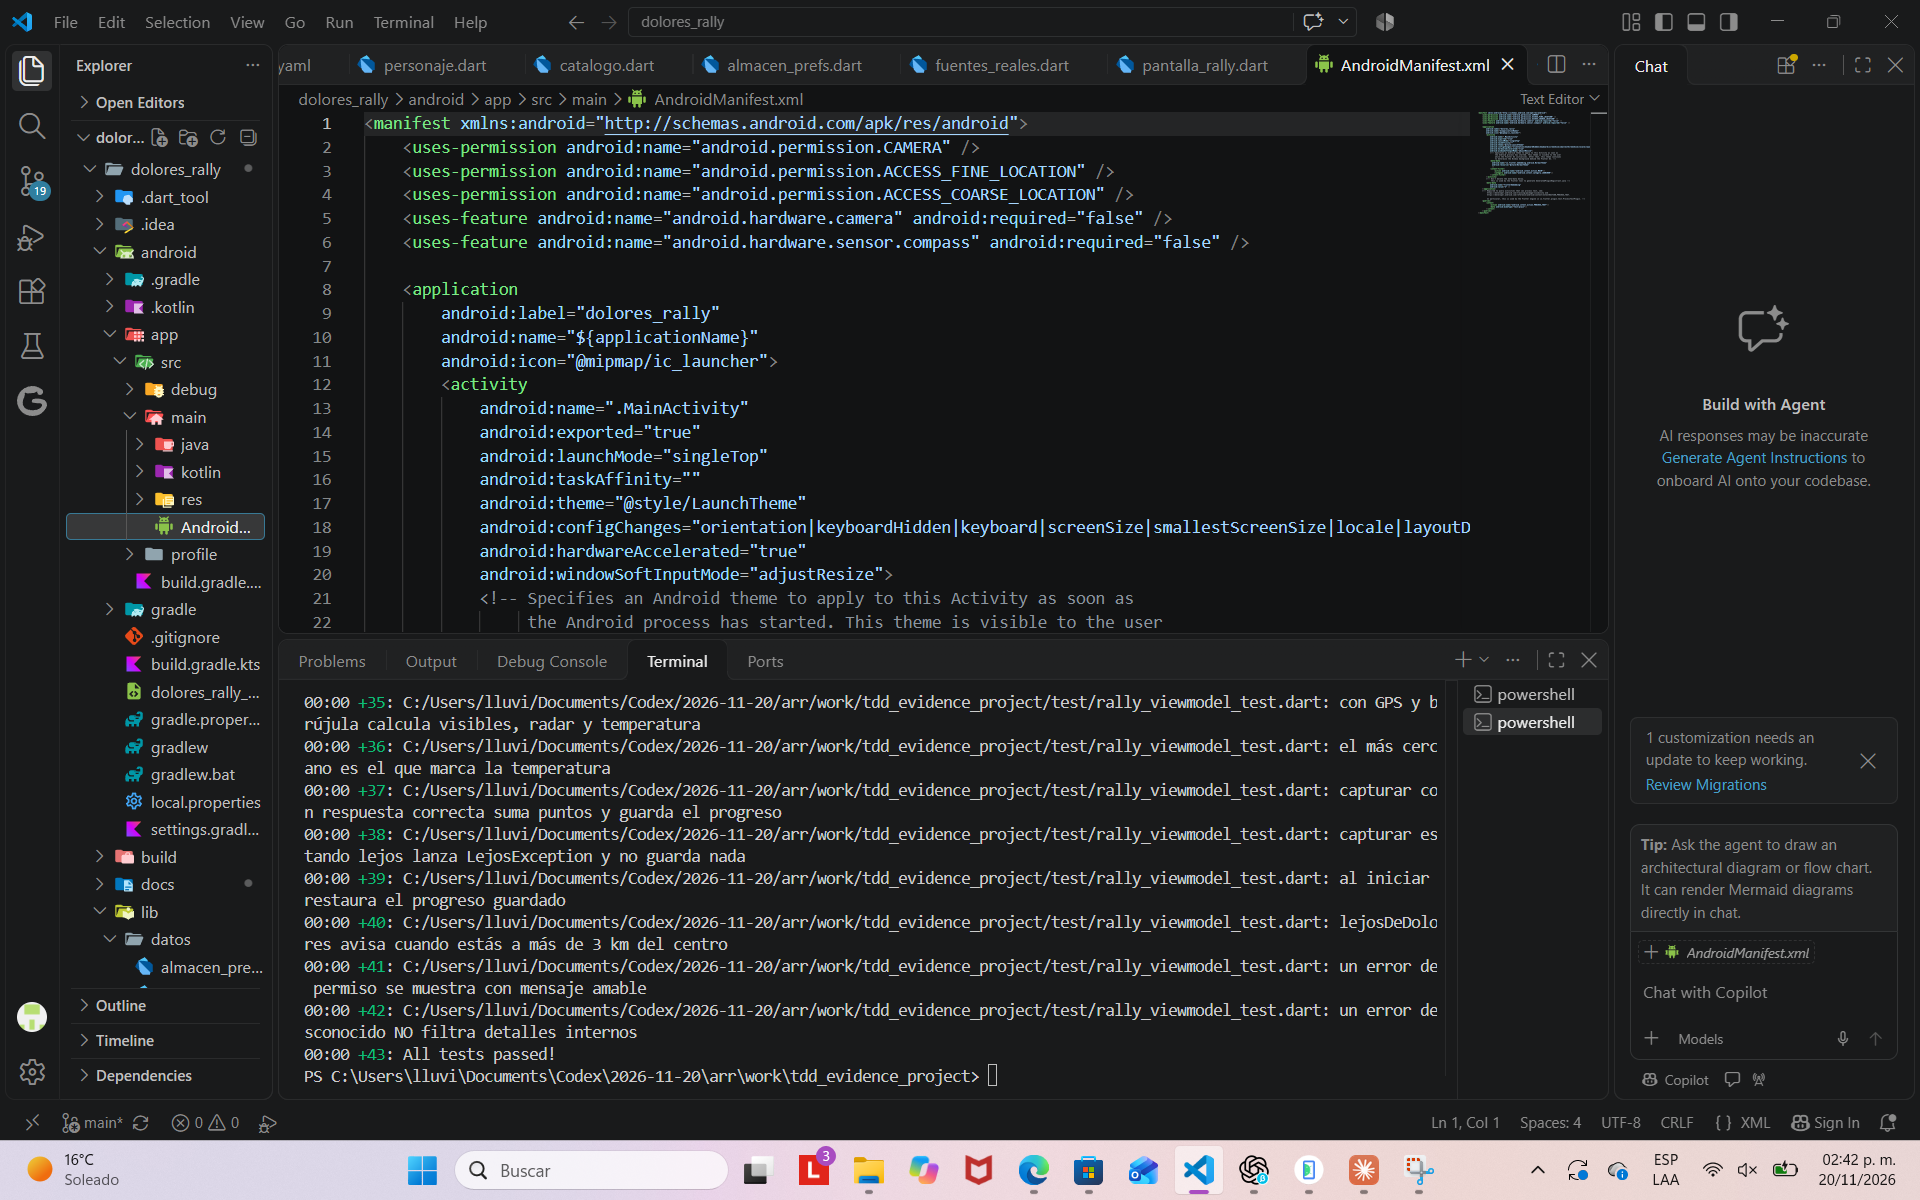 File Edit Selection View Go Run Terminal Help
dolores_rally
Explorer
Open Editors
dolor...
dolores_rally
.dart_tool
.idea
android
.gradle
.kotlin
app
src
debug
main
java
kotlin
res
Android...
profile
build.gradle....
gradle
.gitignore
build.gradle.kts
dolores_rally_...
gradle.proper...
gradlew
gradlew.bat
local.properties
settings.gradl...
build
docs
lib
datos
almacen_pre...
Outline
Timeline
Dependencies
19
yaml personaje.dart catalogo.dart almacen_prefs.dart fuentes_reales.dart pantalla_rally.dart AndroidManifest.xml
dolores_rally > android > app > src > main > AndroidManifest.xml
Text Editor
1 <manifest xmlns:android="http://schemas.android.com/apk/res/android">
2 <uses-permission android:name="android.permission.CAMERA" />
3 <uses-permission android:name="android.permission.ACCESS_FINE_LOCATION" />
4 <uses-permission android:name="android.permission.ACCESS_COARSE_LOCATION" />
5 <uses-feature android:name="android.hardware.camera" android:required="false" />
6 <uses-feature android:name="android.hardware.sensor.compass" android:required="false" />
7
8 <application
9 android:label="dolores_rally"
10 android:name="${applicationName}"
11 android:icon="@mipmap/ic_launcher">
12 <activity
13 android:name=".MainActivity"
14 android:exported="true"
15 android:launchMode="singleTop"
16 android:taskAffinity=""
17 android:theme="@style/LaunchTheme"
18 android:configChanges="orientation|keyboardHidden|keyboard|screenSize|smallestScreenSize|locale|layoutD
19 android:hardwareAccelerated="true"
20 android:windowSoftInputMode="adjustResize">
21 <!-- Specifies an Android theme to apply to this Activity as soon as
22 the Android process has started. This theme is visible to the user
Problems Output Debug Console Terminal Ports
00:00 +35: C:/Users/lluvi/Documents/Codex/2026-11-20/arr/work/tdd_evidence_project/test/rally_viewmodel_test.dart: con GPS y b
rújula calcula visibles, radar y temperatura
00:00 +36: C:/Users/lluvi/Documents/Codex/2026-11-20/arr/work/tdd_evidence_project/test/rally_viewmodel_test.dart: el más cerc
ano es el que marca la temperatura
00:00 +37: C:/Users/lluvi/Documents/Codex/2026-11-20/arr/work/tdd_evidence_project/test/rally_viewmodel_test.dart: capturar co
n respuesta correcta suma puntos y guarda el progreso
00:00 +38: C:/Users/lluvi/Documents/Codex/2026-11-20/arr/work/tdd_evidence_project/test/rally_viewmodel_test.dart: capturar es
tando lejos lanza LejosException y no guarda nada
00:00 +39: C:/Users/lluvi/Documents/Codex/2026-11-20/arr/work/tdd_evidence_project/test/rally_viewmodel_test.dart: al iniciar
restaura el progreso guardado
00:00 +40: C:/Users/lluvi/Documents/Codex/2026-11-20/arr/work/tdd_evidence_project/test/rally_viewmodel_test.dart: lejosDeDolo
res avisa cuando estás a más de 3 km del centro
00:00 +41: C:/Users/lluvi/Documents/Codex/2026-11-20/arr/work/tdd_evidence_project/test/rally_viewmodel_test.dart: un error de
permiso se muestra con mensaje amable
00:00 +42: C:/Users/lluvi/Documents/Codex/2026-11-20/arr/work/tdd_evidence_project/test/rally_viewmodel_test.dart: un error de
sconocido NO filtra detalles internos
00:00 +43: All tests passed!
PS C:\Users\lluvi\Documents\Codex\2026-11-20\arr\work\tdd_evidence_project>
powershell
powershell
Chat
Build with Agent
AI responses may be inaccurate
Generate Agent Instructions to
onboard AI onto your codebase.
1 customization needs an
update to keep working.
Review Migrations
Tip: Ask the agent to draw an
architectural diagram or flow chart.
It can render Mermaid diagrams
directly in chat.
AndroidManifest.xml
Chat with Copilot
Models
Copilot
main* 0 0
Ln 1, Col 1 Spaces: 4 UTF-8 CRLF {} XML Sign In
16°C
Soleado
Buscar
L 3
ESP
LAA
02:42 p. m.
20/11/2026